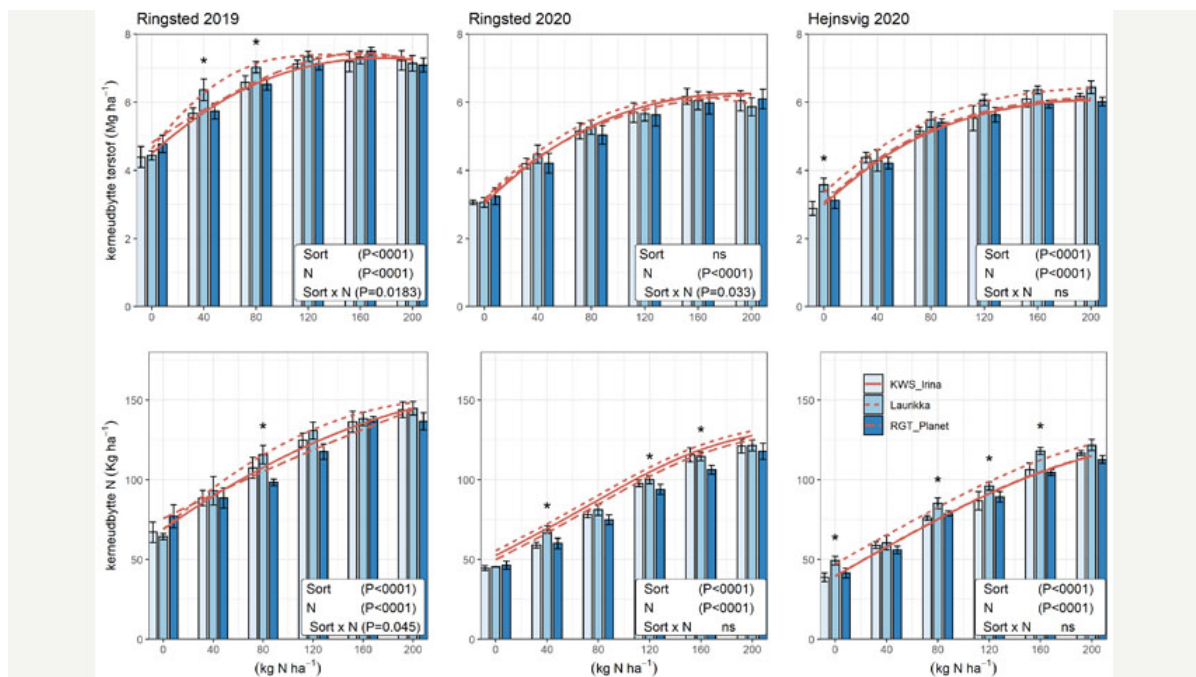 Ringsted 2019
Ringsted 2020
Hejnsvig 2020
kerneudbytte tørstof (Mg ha⁻¹)
8
6
4
2
0
*
*
Sort (P<0001)
N (P<0001)
Sort x N (P=0.0183)
0 40 80 120 160 200
8
6
4
2
0
Sort ns
N (P<0001)
Sort x N (P=0.033)
0 40 80 120 160 200
8
6
4
2
0
*
Sort (P<0001)
N (P<0001)
Sort x N ns
0 40 80 120 160 200
kerneudbytte N (Kg ha⁻¹)
150
100
50
0
*
Sort (P<0001)
N (P<0001)
Sort x N (P=0.045)
0 40 80 120 160 200
(kg N ha⁻¹)
150
100
50
0
*
*
*
Sort (P<0001)
N (P<0001)
Sort x N ns
0 40 80 120 160 200
(kg N ha⁻¹)
150
100
50
0
KWS_Irina
Laurikka
RGT_Planet
*
*
*
*
Sort (P<0001)
N (P<0001)
Sort x N ns
0 40 80 120 160 200
(kg N ha⁻¹)